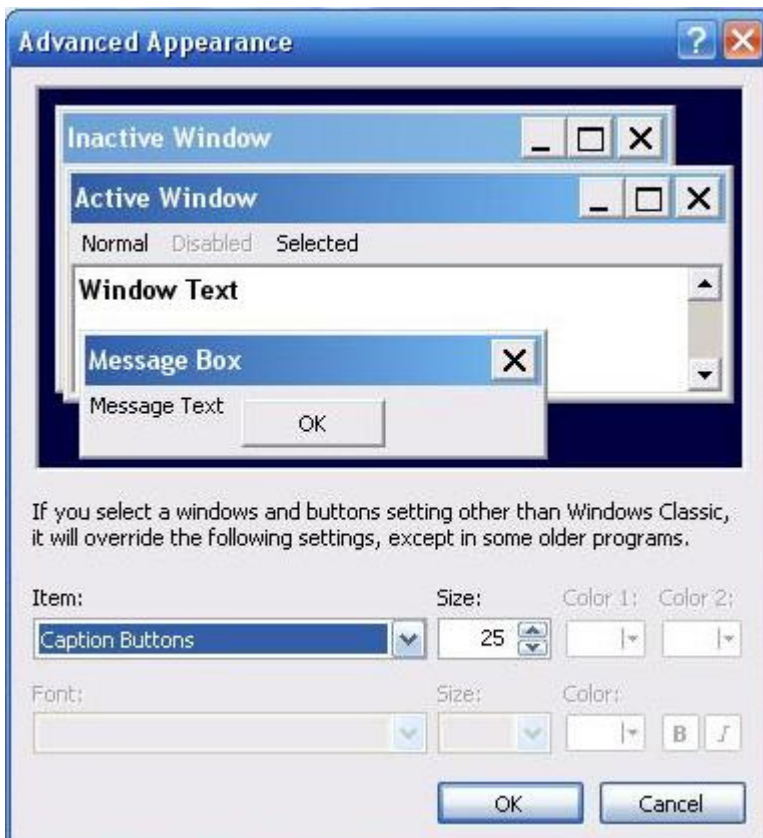 Advanced Appearance
Inactive Window
Active Window
Normal Disabled Selected
Window Text
Message Box
Message Text
OK
If you select a windows and buttons setting other than Windows Classic,
it will override the following settings, except in some older programs.
Item: Size: Color 1: Color 2:
Caption Buttons 25
Font: Size: Color:
B I
OK Cancel